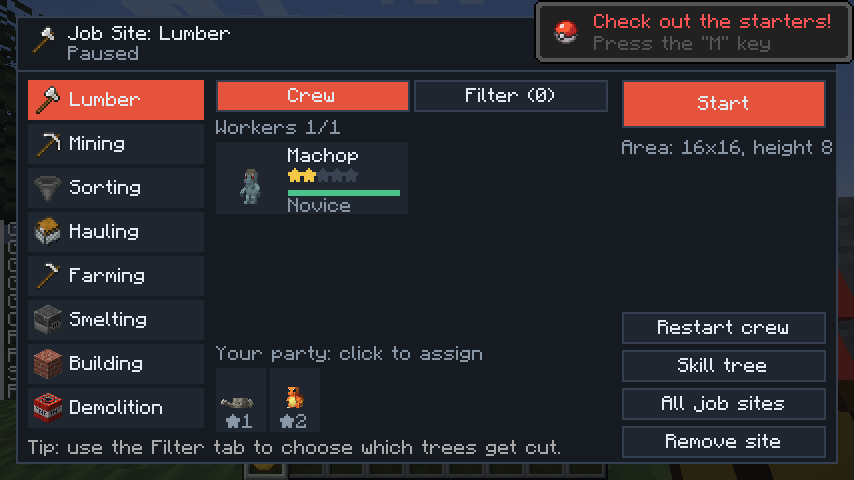 Job Site: Lumber
Paused
Check out the starters!
Press the "M" key
Lumber
Mining
Sorting
Hauling
Farming
Smelting
Building
Demolition
Crew
Filter (0)
Workers 1/1
Machop
Novice
Start
Area: 16x16, height 8
Your party: click to assign
1
2
Restart crew
Skill tree
All job sites
Remove site
Tip: use the Filter tab to choose which trees get cut.